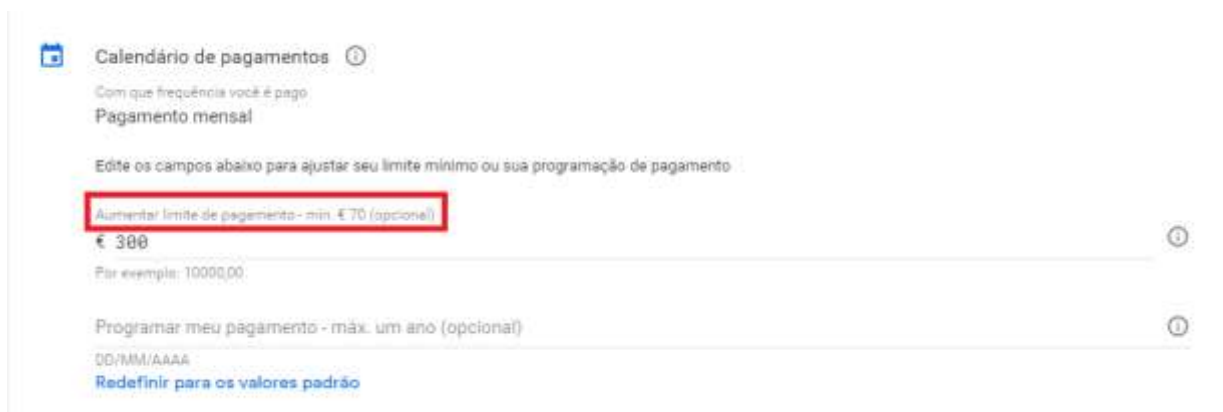 Calendário de pagamentos
Com que frequência você é pago
Pagamento mensal
Edite os campos abaixo para ajustar seu limite mínimo ou sua programação de pagamento
Aumentar limite de pagamento - mín. € 70 (opcional)
€ 300
Por exemplo: 10000,00
Programar meu pagamento - máx. um ano (opcional)
DD/MM/AAAA
Redefinir para os valores padrão